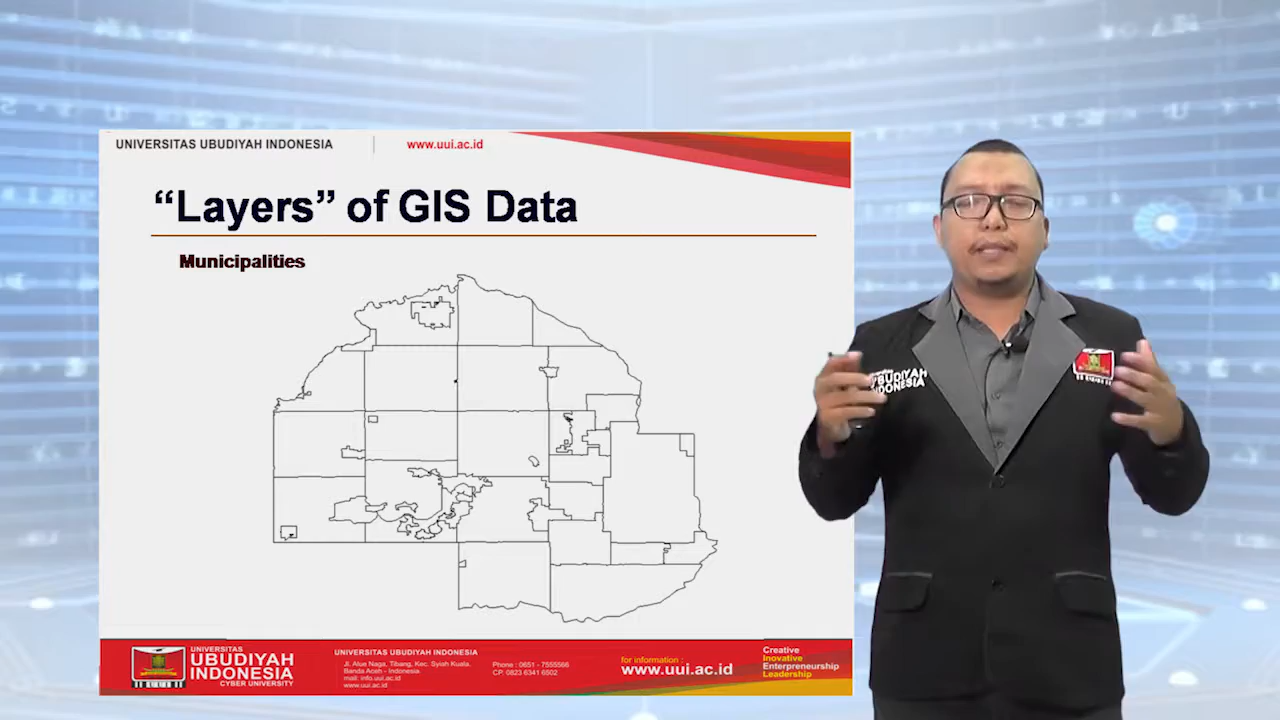 UNIVERSITAS UBUDIYAH INDONESIA
www.uui.ac.id
“Layers” of GIS Data
Municipalities
UBUDIYAH
INDONESIA
UNIVERSITAS
UBUDIYAH
INDONESIA
CYBER UNIVERSITY
UNIVERSITAS UBUDIYAH INDONESIA
Jl. Alue Naga, Tibang, Kec. Syiah Kuala.
Banda Aceh - Indonesia
mail: info.uui.ac.id
www.uui.ac.id
Phone : 0651 - 7555566
CP. 0823 6341 6502
for information :
www.uui.ac.id
Creative
Inovative
Enterpreneurship
Leadership